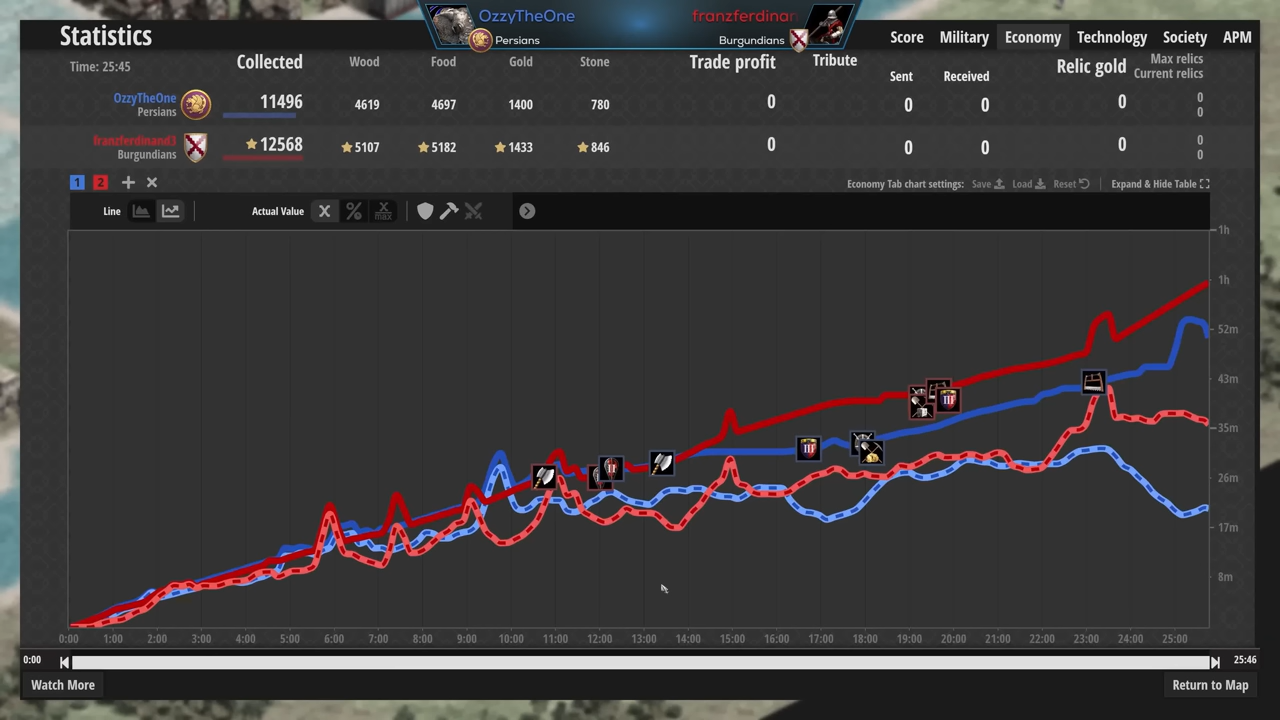 OzzyTheOne
Persians
franzferdinar
Burgundians
Statistics
Score Military Economy Technology Society APM
Time: 25:45
Collected Wood Food Gold Stone Trade profit Tribute Sent Received Relic gold Max relics
Current relics
OzzyTheOne
Persians
11496 4619 4697 1400 780 0 0 0 0 0
0
franzferdinand3
Burgundians
12568 5107 5182 1433 846 0 0 0 0 0
0
1 2 Economy Tab chart settings: Save Load Reset Expand & Hide Table
Line Actual Value X % X
max
1h
1h
52m
43m
35m
26m
17m
8m
II
III
III
0:00 1:00 2:00 3:00 4:00 5:00 6:00 7:00 8:00 9:00 10:00 11:00 12:00 13:00 14:00 15:00 16:00 17:00 18:00 19:00 20:00 21:00 22:00 23:00 24:00 25:00
0:00 25:46
Watch More Return to Map